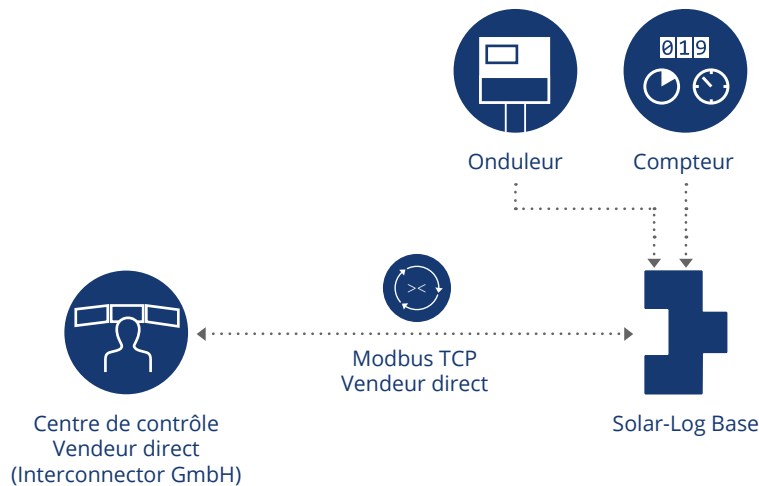 019
Onduleur
Compteur
><
Modbus TCP
Vendeur direct
Centre de contrôle
Vendeur direct
(Interconnector GmbH)
Solar-Log Base